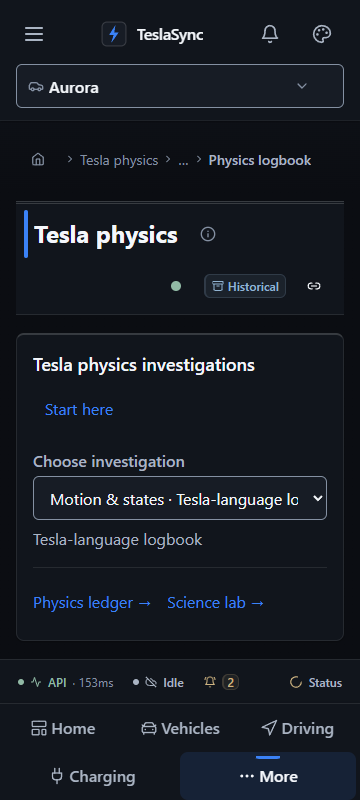 TeslaSync
Aurora
Tesla physics
...
Physics logbook
Tesla physics
Historical
Tesla physics investigations
Start here
Choose investigation
Motion & states · Tesla-language lo
Tesla-language logbook
Physics ledger → Science lab →
API · 153ms Idle 2 Status
Home Vehicles Driving
Charging ··· More